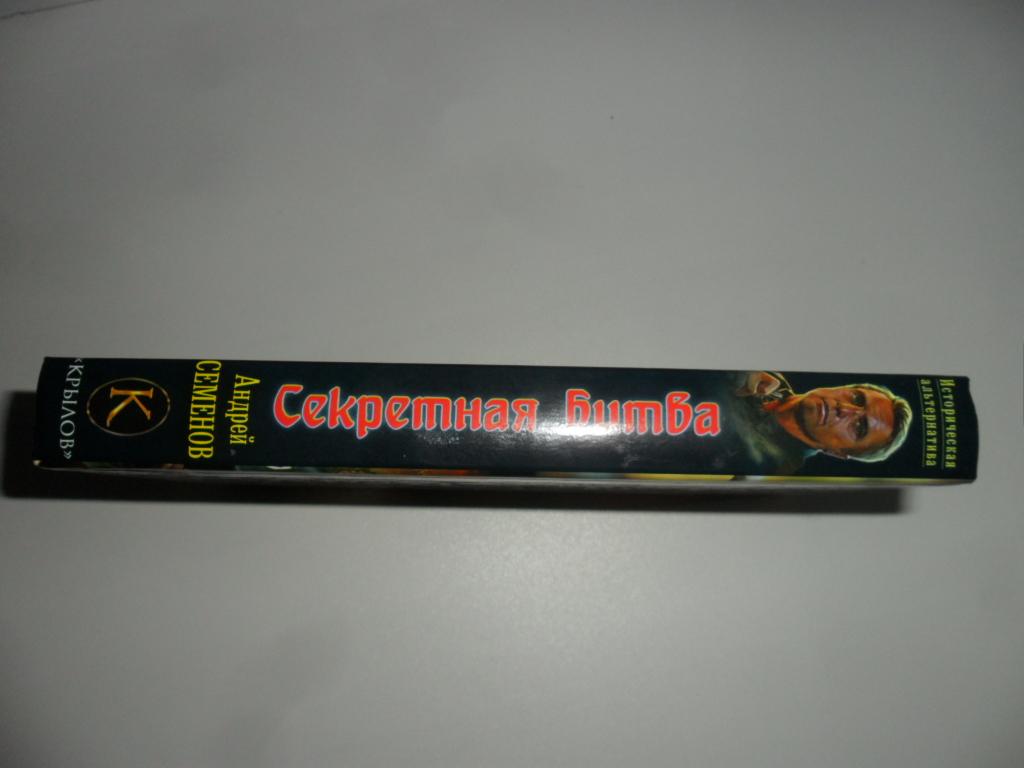 «КРЫЛОВ»
К
Андрей
СЕМЕНОВ
Секретная битва
Историческая
альтернатива